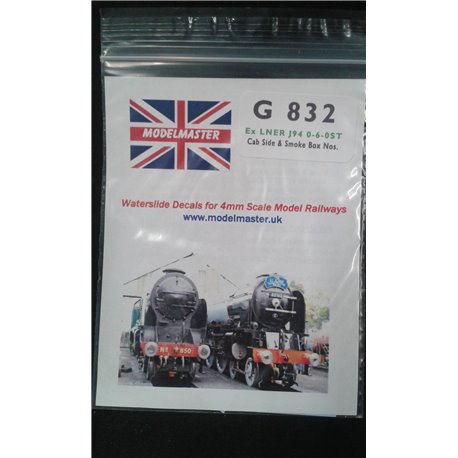 G 832
Ex LNER J94 0-6-0ST
Cab Side & Smoke Box Nos.
MODELMASTER
Waterslide Decals for 4mm Scale Model Railways
www.modelmaster.uk
850